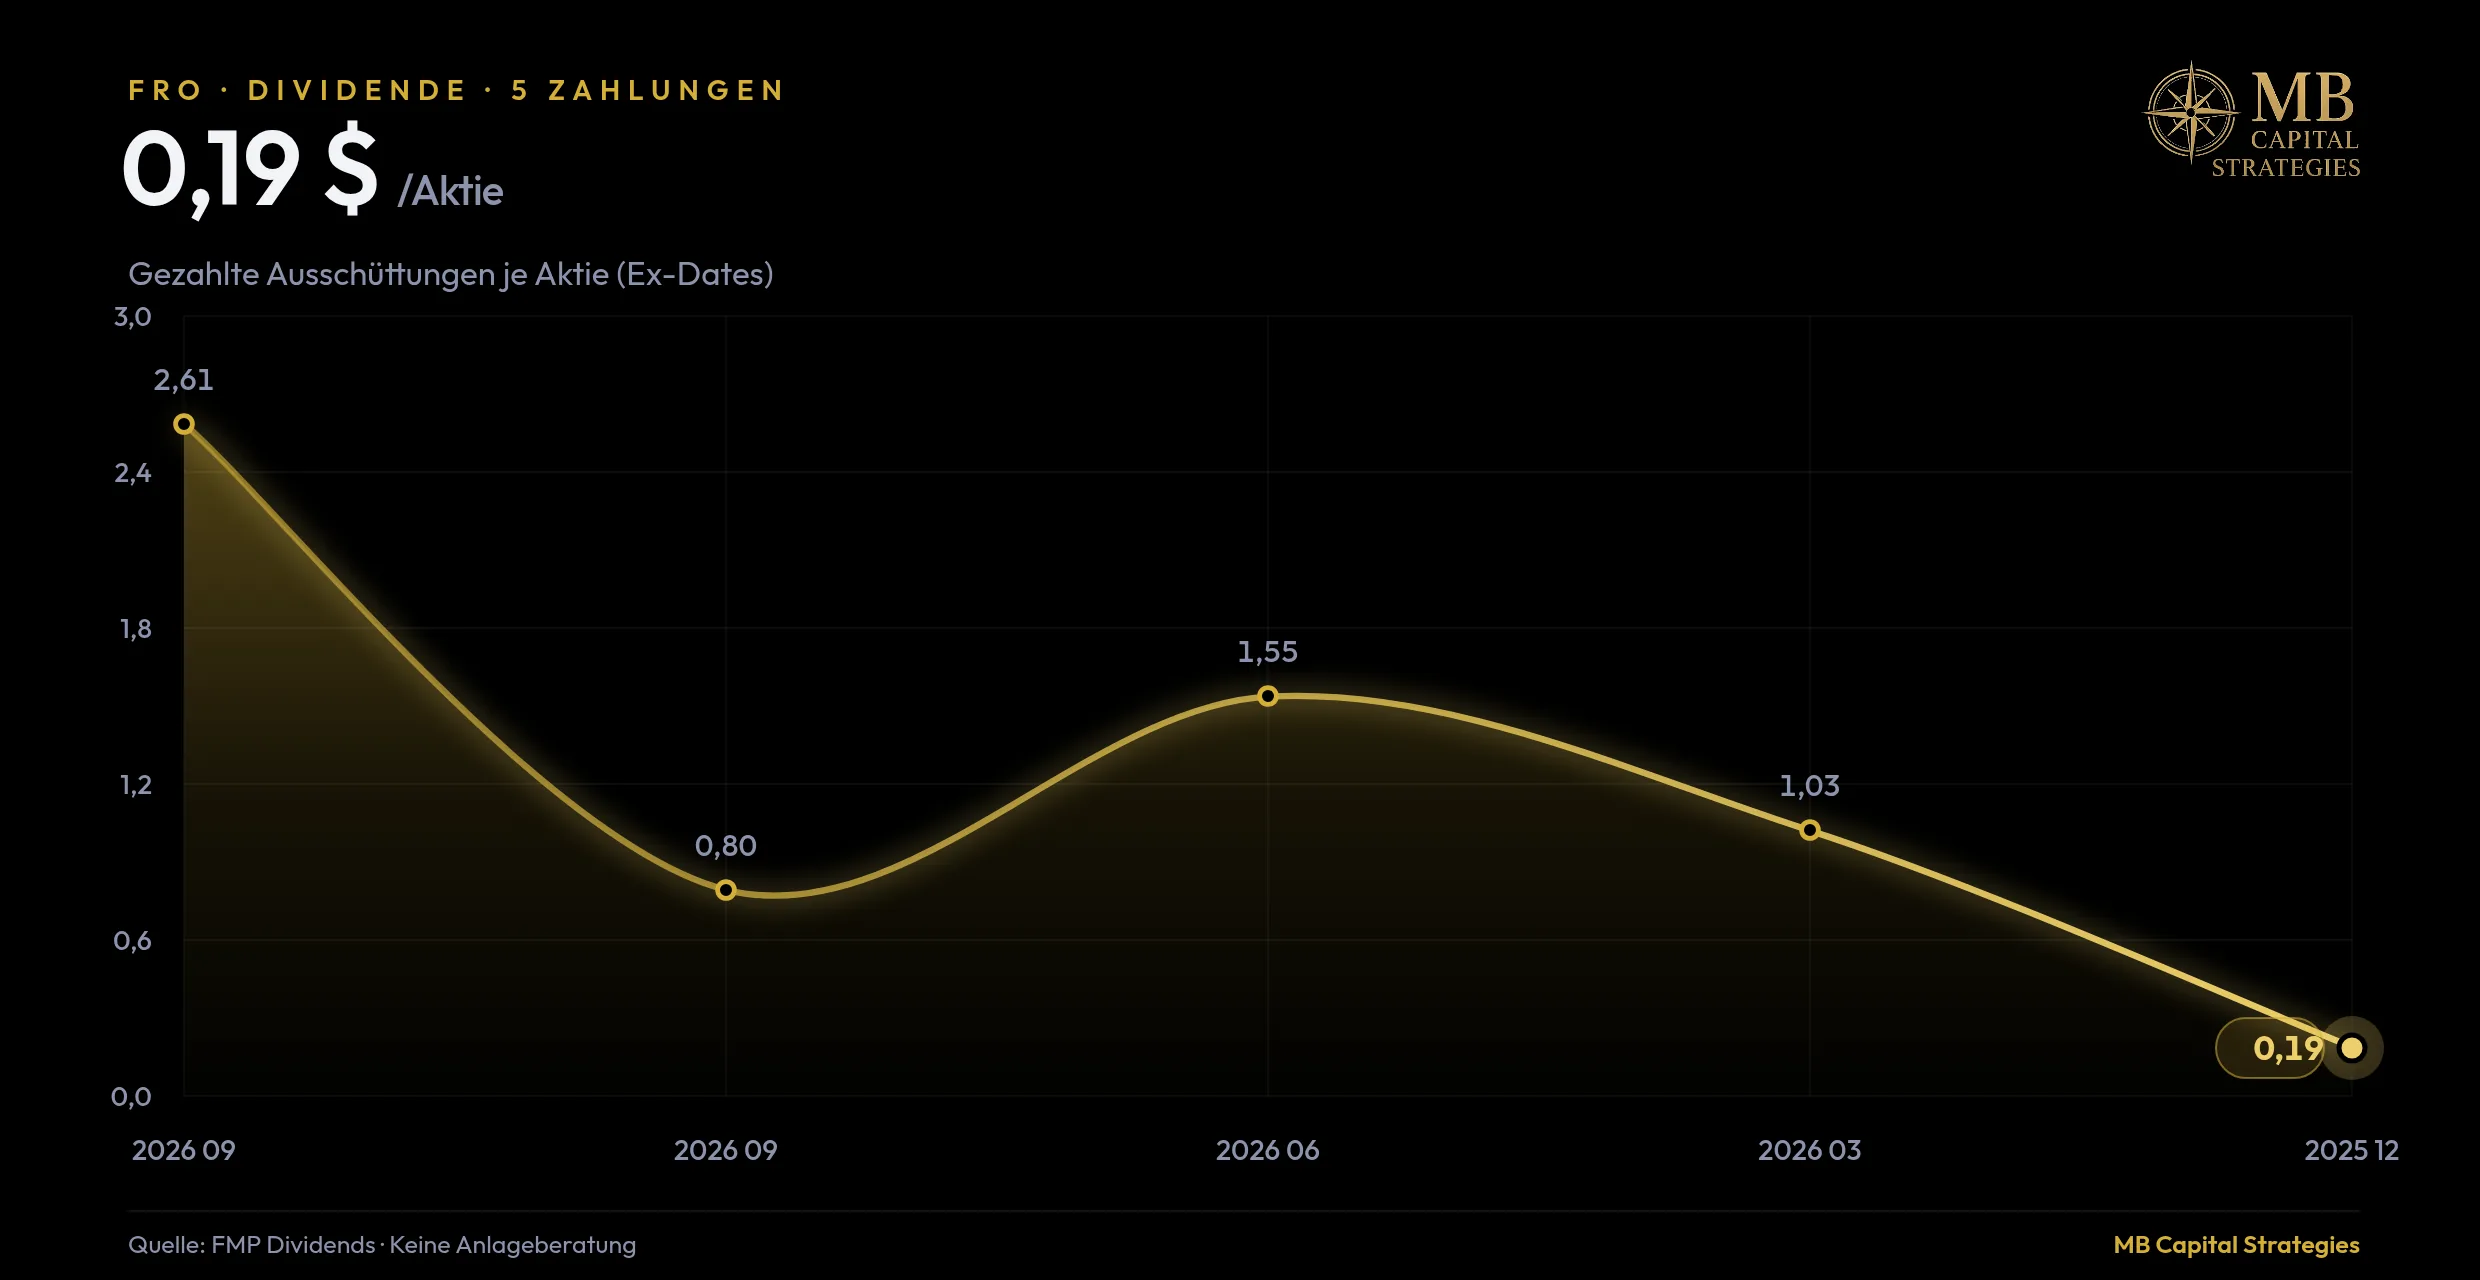 FRO · DIVIDENDE · 5 ZAHLUNGEN
0,19 $ /Aktie
MB
CAPITAL
STRATEGIES
Gezahlte Ausschüttungen je Aktie (Ex-Dates)
3,0
2,61
2,4
1,8
1,55
1,2
1,03
0,80
0,6
0,19
0,0
2026 09 2026 09 2026 06 2026 03 2025 12
Quelle: FMP Dividends · Keine Anlageberatung
MB Capital Strategies